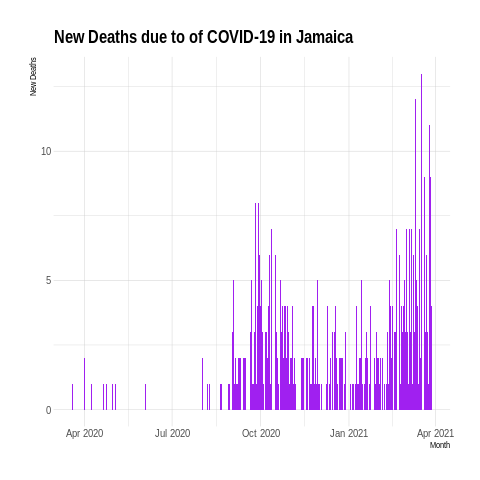 New Deaths due to of COVID-19 in Jamaica
New Deaths
10
5
0
Apr 2020 Jul 2020 Oct 2020 Jan 2021 Apr 2021
Month